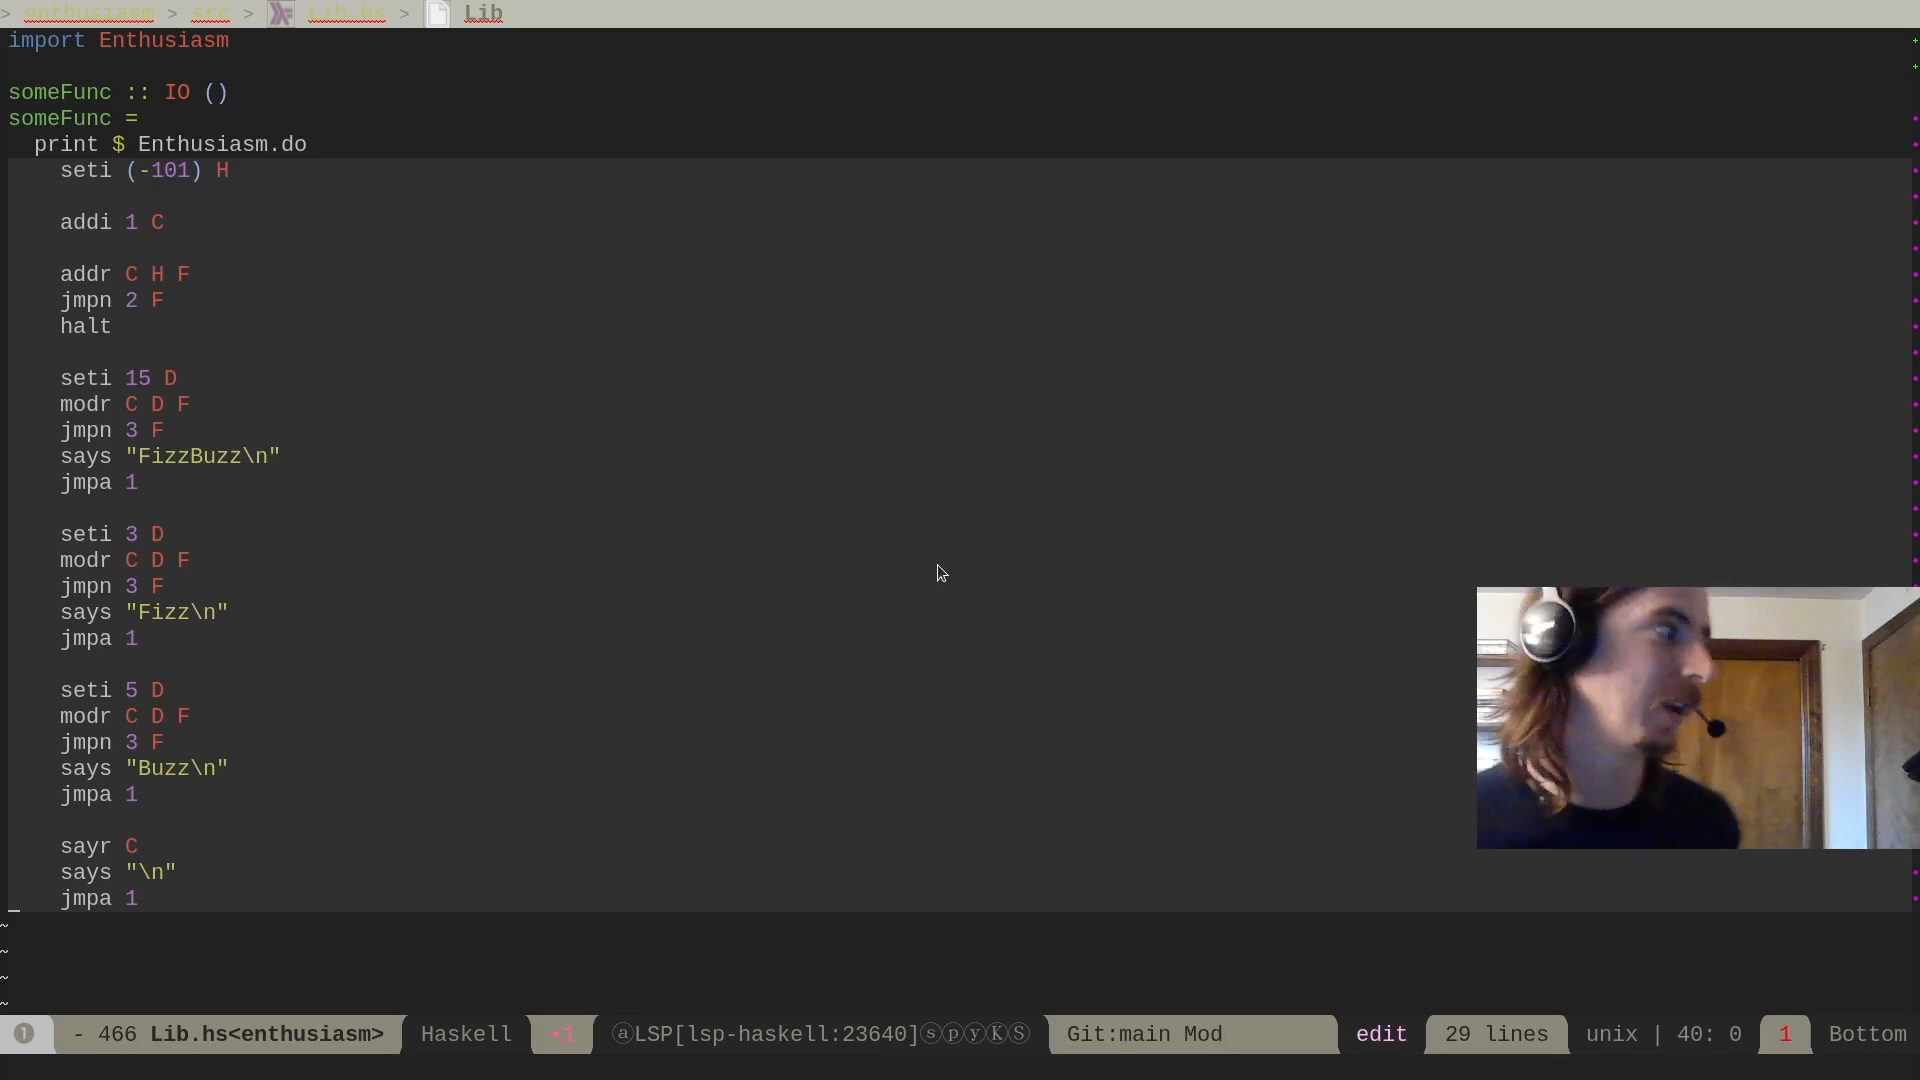 > enthusiasm > src > Lib.hs > Lib
import Enthusiasm
someFunc :: IO ()
someFunc =
print $ Enthusiasm.do
seti (-101) H
addi 1 C
addr C H F
jmpn 2 F
halt
seti 15 D
modr C D F
jmpn 3 F
says "FizzBuzz\n"
jmpa 1
seti 3 D
modr C D F
jmpn 3 F
says "Fizz\n"
jmpa 1
seti 5 D
modr C D F
jmpn 3 F
says "Buzz\n"
jmpa 1
sayr C
says "\n"
jmpa 1
~
~
~
~
❶ - 466 Lib.hs<enthusiasm> Haskell •1 ⓐLSP[lsp-haskell:23640]ⓢⓟⓨⓀⓈ Git:main Mod edit 29 lines unix | 40: 0 1 Bottom